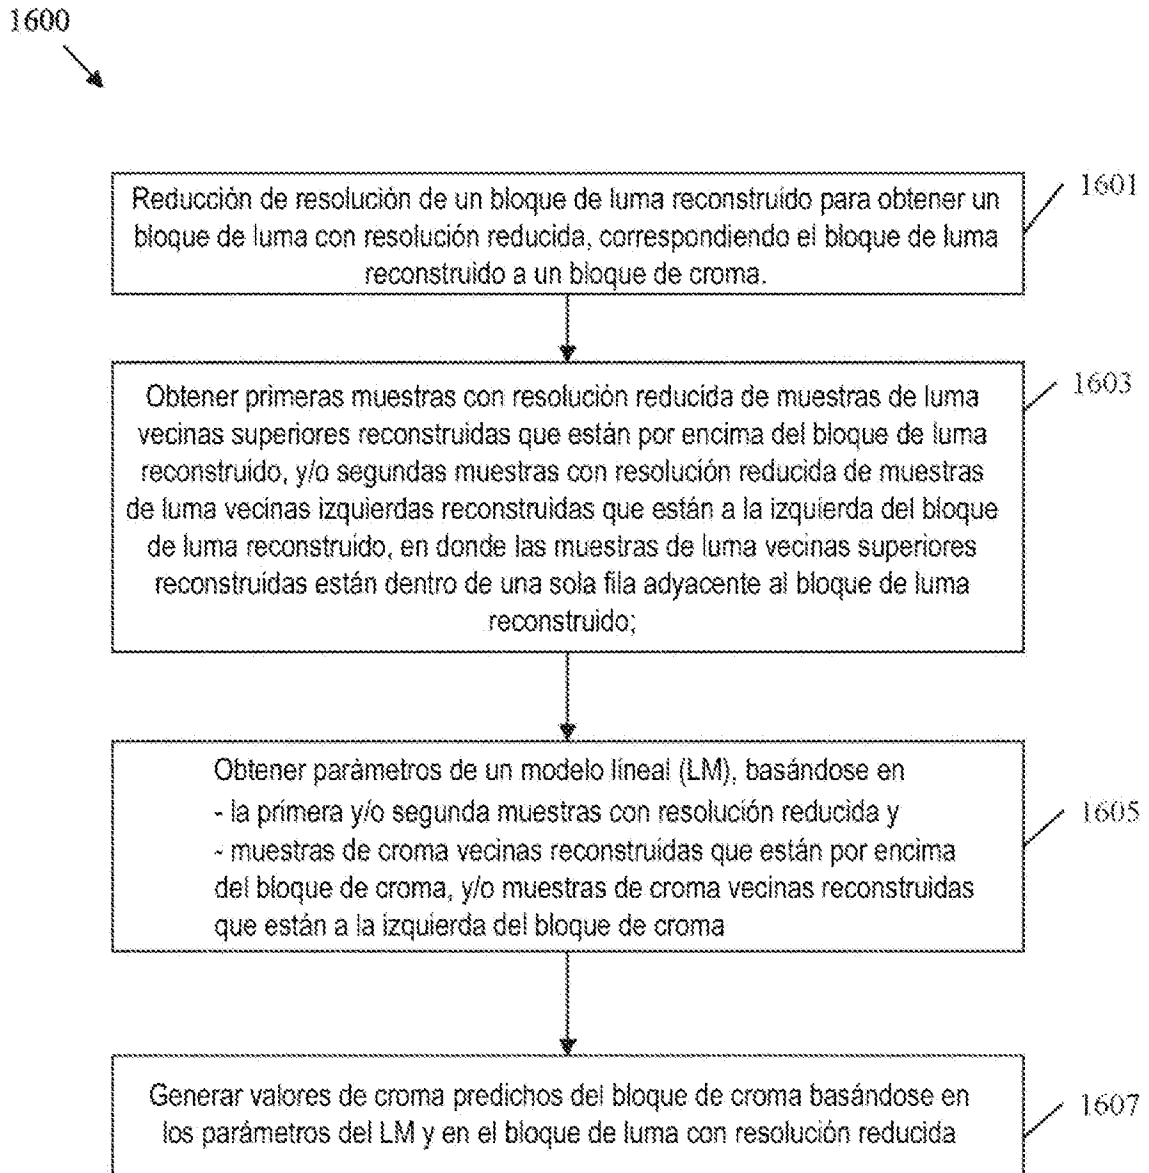 1600
Reducción de resolución de un bloque de luma reconstruído para obtener un
bloque de luma con resolución reducida, correspondiendo el bloque de luma
reconstruido a un bloque de croma.
1601
Obtener primeras muestras con resolución reducida de muestras de luma
vecinas superiores reconstruidas que están por encima del bloque de luma
reconstruído, y/o segundas muestras con resolución reducida de muestras
de luma vecinas izquierdas reconstruidas que están a la izquierda del bloque
de luma reconstruído, en donde las muestras de luma vecinas superiores
reconstruidas están dentro de una sola fila adyacente al bloque de luma
reconstruido;
1603
Obtener parámetros de un modelo lineal (LM), basándose en
- la primera y/o segunda muestras con resolución reducida y
- muestras de croma vecinas reconstruidas que están por encima
del bloque de croma, y/o muestras de croma vecinas reconstruidas
que están a la izquierda del bloque de croma
1605
Generar valores de croma predichos del bloque de croma basándose en
los parámetros del LM y en el bloque de luma con resolución reducida
1607